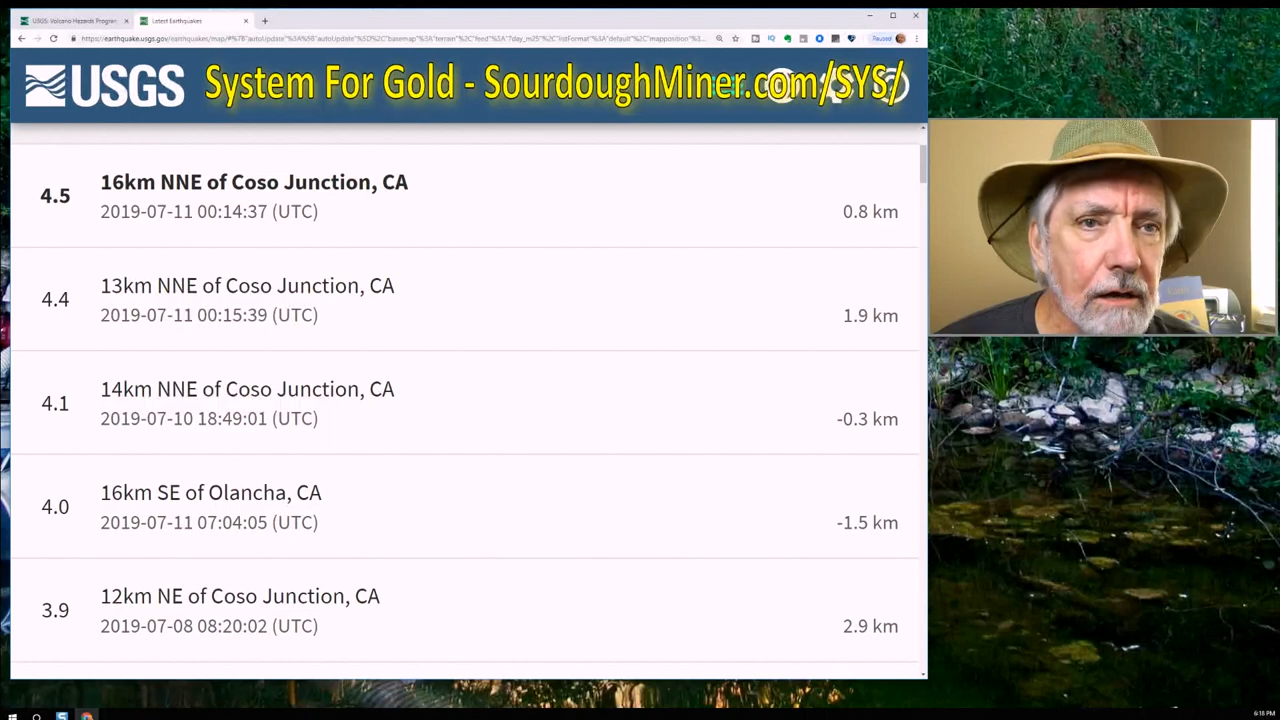 USGS: Volcano Hazards Program
Latest Earthquakes
Paused
USGS
System For Gold - SourdoughMiner.com/SYS/
4.5
16km NNE of Coso Junction, CA
2019-07-11 00:14:37 (UTC)
0.8 km
4.4
13km NNE of Coso Junction, CA
2019-07-11 00:15:39 (UTC)
1.9 km
4.1
14km NNE of Coso Junction, CA
2019-07-10 18:49:01 (UTC)
-0.3 km
4.0
16km SE of Olancha, CA
2019-07-11 07:04:05 (UTC)
-1.5 km
3.9
12km NE of Coso Junction, CA
2019-07-08 08:20:02 (UTC)
2.9 km
6:15 PM